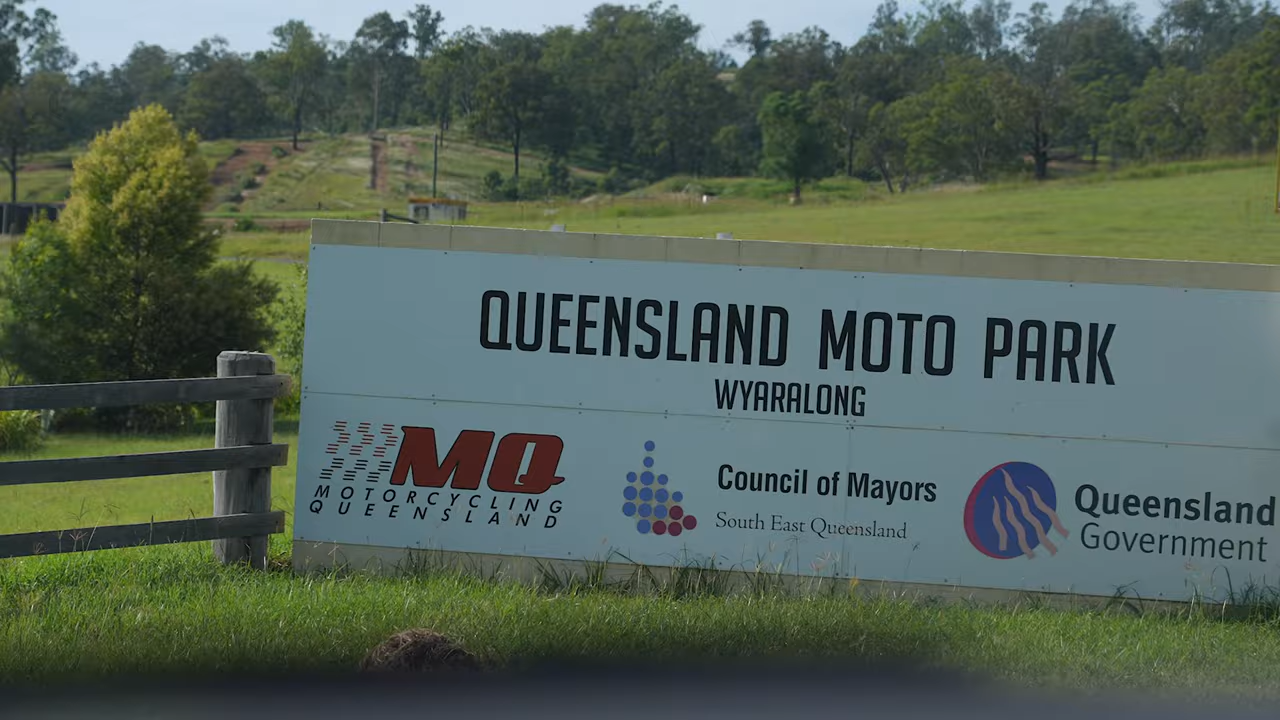 QUEENSLAND MOTO PARK
WYARALONG
MQ
MOTORCYCLING
QUEENSLAND
Council of Mayors
South East Queensland
Queensland
Government